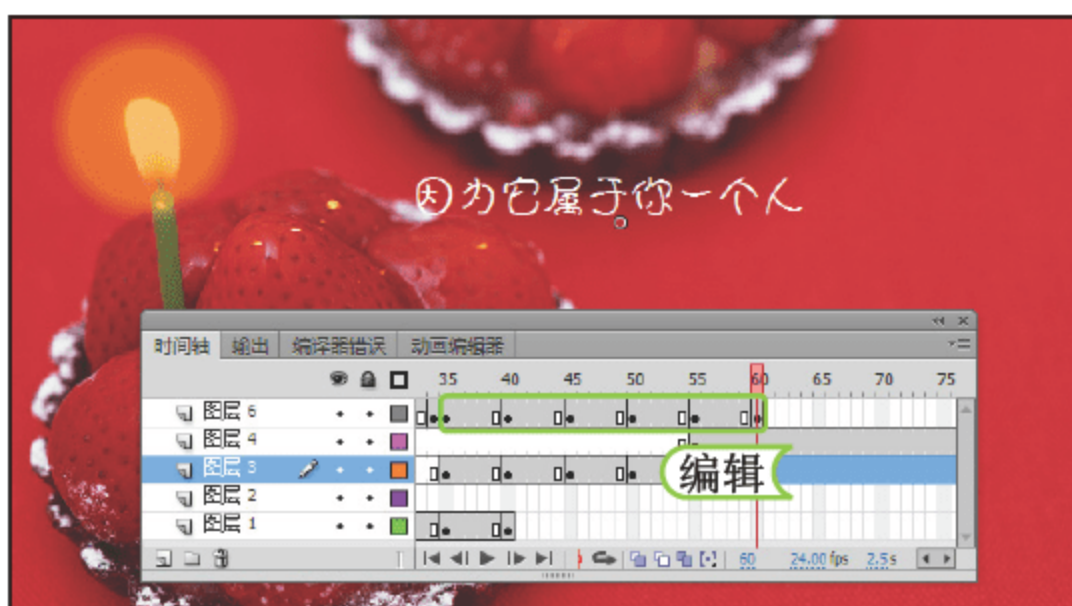 因为它属于你一个人
时间轴 输出 编译器错误 动画编辑器
35 40 45 50 55 60 65 70 75
图层 6
图层 4
图层 3
编辑
图层 2
图层 1
60 24.00 fps 2.5 s